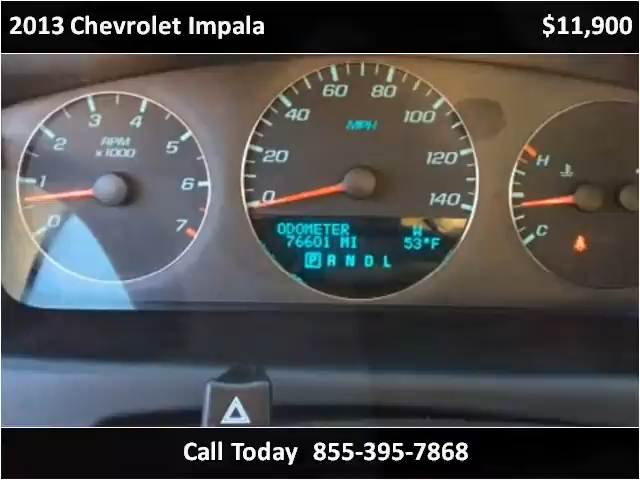 2013 Chevrolet Impala $11,900
0 1 2 3 4 5 6 7
RPM
x1000
0 20 40 60 80 100 120 140
MPH
ODOMETER W
76601 MI 53°F
P R N D L
H
C
Call Today 855-395-7868